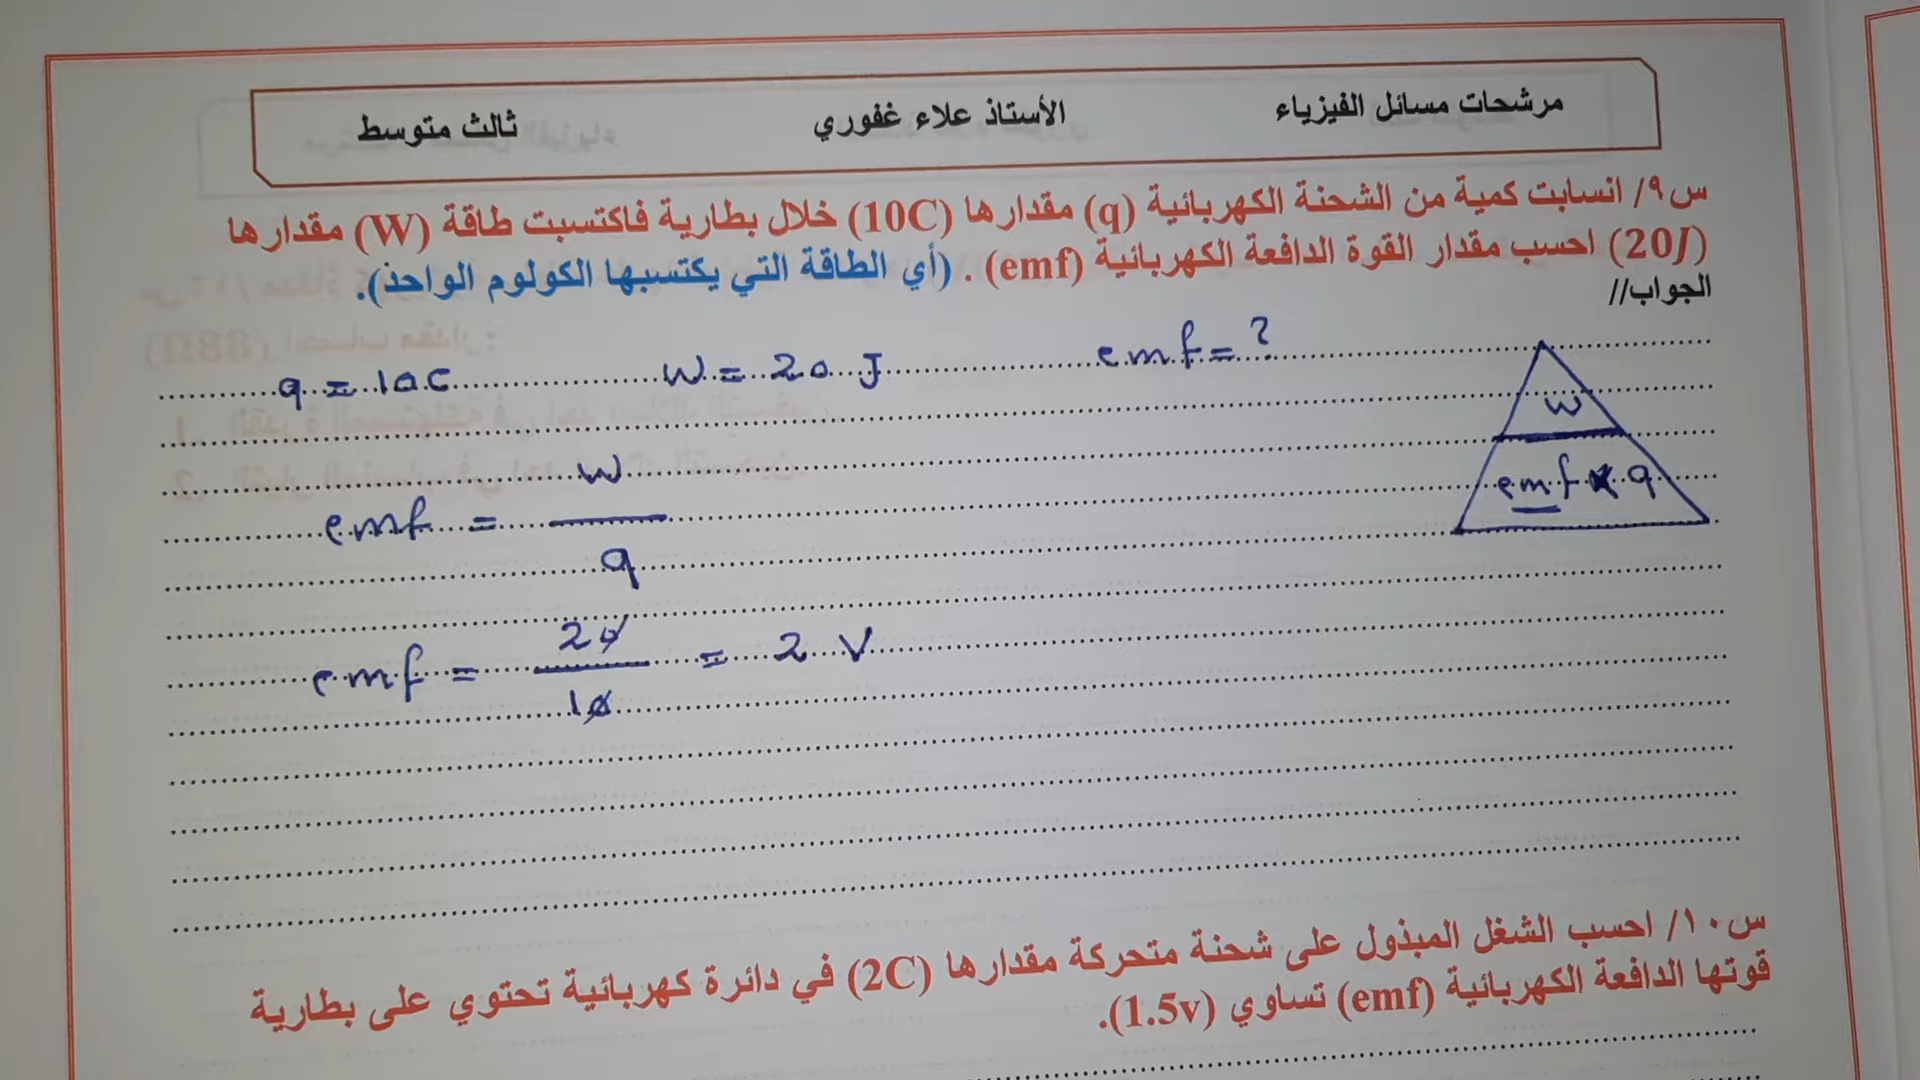 مرشحات مسائل الفيزياء الأستاذ علاء غفوري ثالث متوسط
س٩/ انسابت كمية من الشحنة الكهربائية (q) مقدارها (10C) خلال بطارية فاكتسبت طاقة (W) مقدارها
(20J) احسب مقدار القوة الدافعة الكهربائية (emf) . (أي الطاقة التي يكتسبها الكولوم الواحد).
الجواب//
q = 10 C W = 20 J emf = ?
W
emf x q
emf = W / q
emf = 20 / 10 = 2 V
س١٠/ احسب الشغل المبذول على شحنة متحركة مقدارها (2C) في دائرة كهربائية تحتوي على بطارية
قوتها الدافعة الكهربائية (emf) تساوي (1.5v).